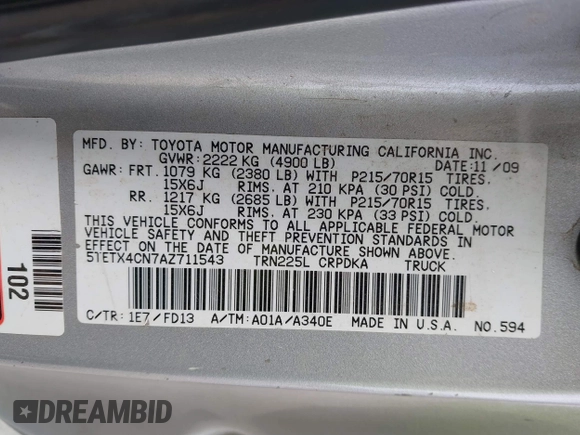 MFD. BY: TOYOTA MOTOR MANUFACTURING CALIFORNIA INC.
GVWR: 2222 KG (4900 LB) DATE: 11/09
GAWR: FRT. 1079 KG (2380 LB) WITH P215/70R15 TIRES.
15X6J RIMS. AT 210 KPA (30 PSI) COLD.
RR. 1217 KG (2685 LB) WITH P215/70R15 TIRES.
15X6J RIMS. AT 230 KPA (33 PSI) COLD.
THIS VEHICLE CONFORMS TO ALL APPLICABLE FEDERAL MOTOR
VEHICLE SAFETY AND THEFT PREVENTION STANDARDS IN
EFFECT ON THE DATE OF MANUFACTURE SHOWN ABOVE.
5TETX4CN7AZ711543 TRN225L CRPDKA TRUCK
C/TR: 1E7/FD13 A/TM: A01A/A340E MADE IN U.S.A. NO.594
102
DREAMBID